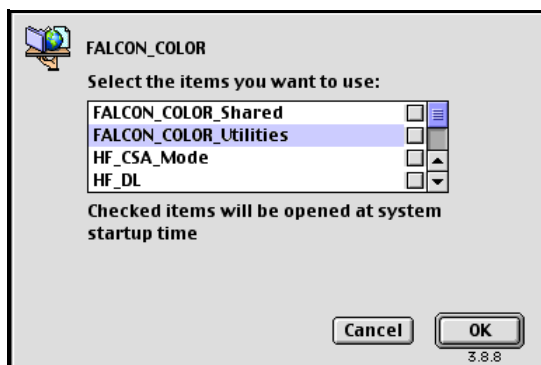 FALCON_COLOR
Select the items you want to use:
FALCON_COLOR_Shared
FALCON_COLOR_Utilities
HF_CSA_Mode
HF_DL
Checked items will be opened at system
startup time
Cancel
OK
3.8.8